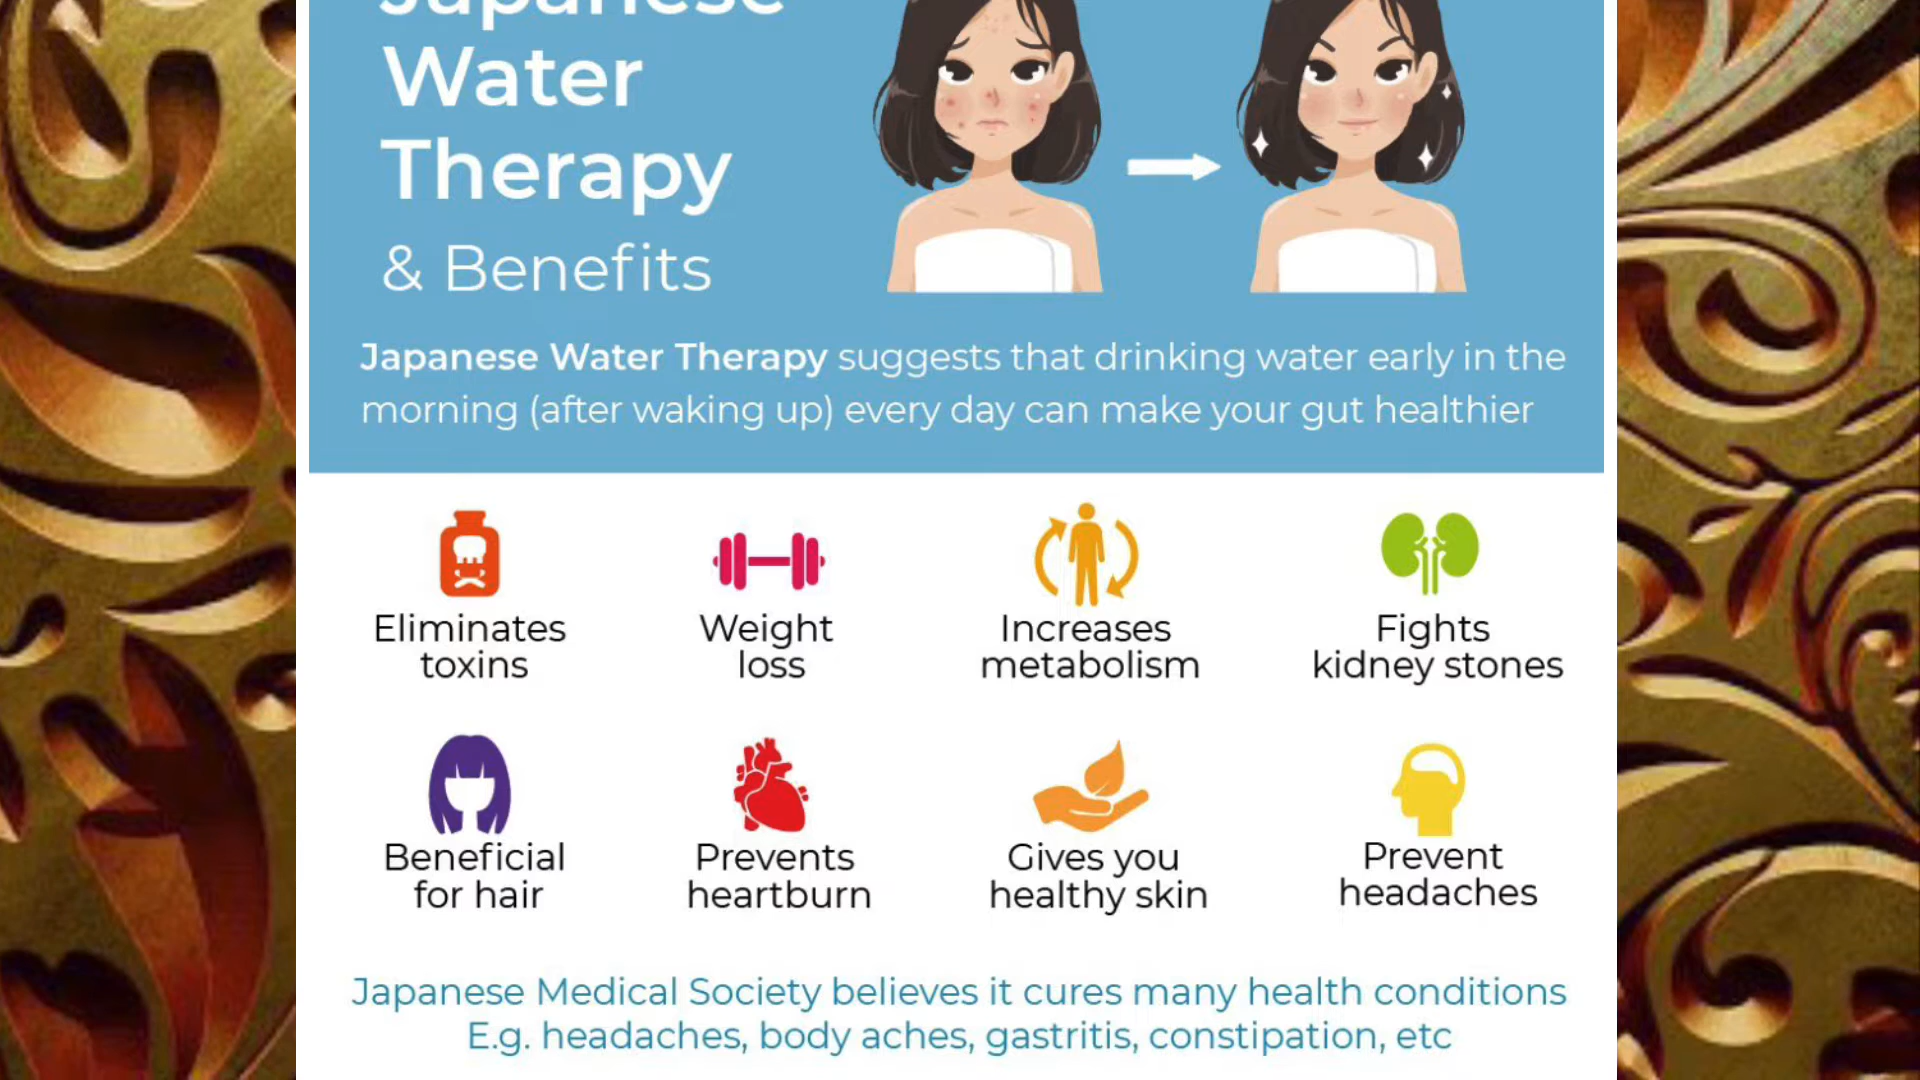 Japanese
Water
Therapy
& Benefits
Japanese Water Therapy suggests that drinking water early in the
morning (after waking up) every day can make your gut healthier
Eliminates
toxins
Weight
loss
Increases
metabolism
Fights
kidney stones
Beneficial
for hair
Prevents
heartburn
Gives you
healthy skin
Prevent
headaches
Japanese Medical Society believes it cures many health conditions
E.g. headaches, body aches, gastritis, constipation, etc